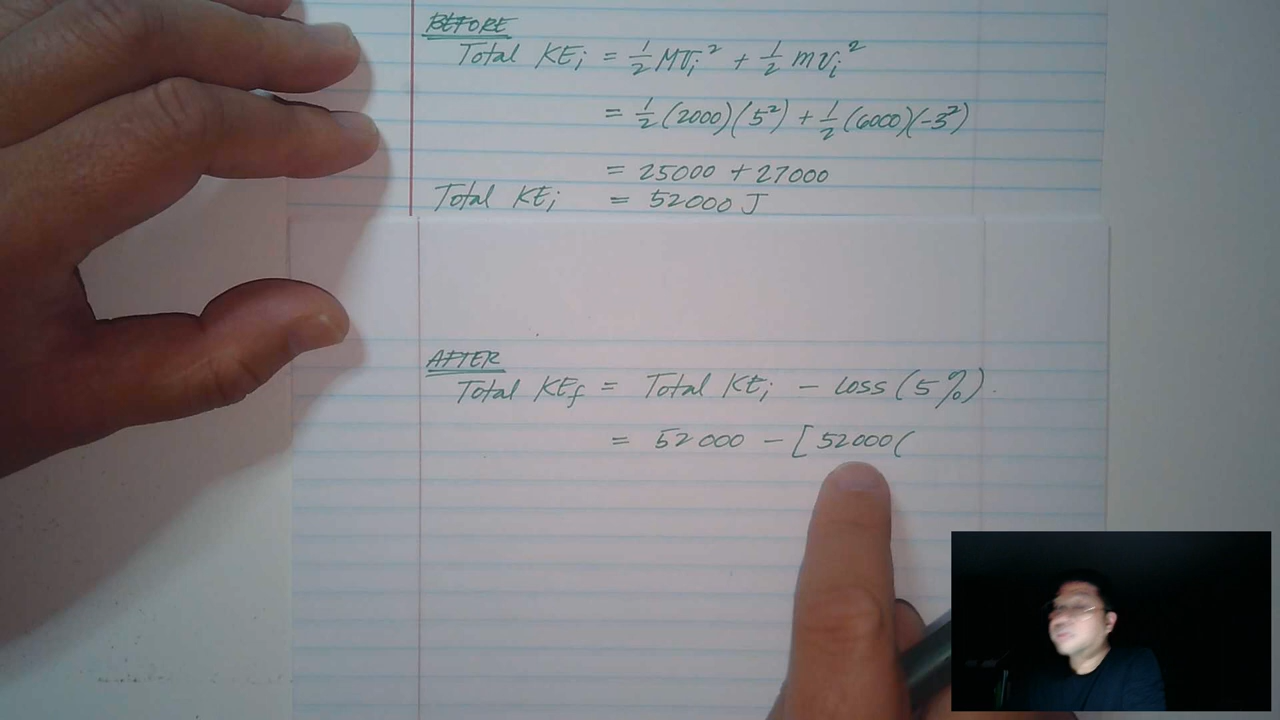 BEFORE
Total KEᵢ = ½ MVᵢ² + ½ mvᵢ²
= ½ (2000)(5²) + ½ (6000)(-3²)
= 25000 + 27000
Total KEᵢ = 52000 J
AFTER
Total KE_f = Total KEᵢ - Loss (5%).
= 52000 - [52000(